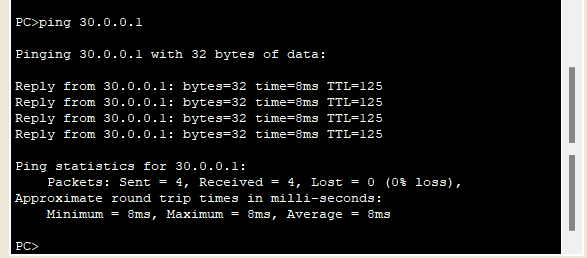 PC>ping 30.0.0.1
Pinging 30.0.0.1 with 32 bytes of data:
Reply from 30.0.0.1: bytes=32 time=8ms TTL=125
Reply from 30.0.0.1: bytes=32 time=8ms TTL=125
Reply from 30.0.0.1: bytes=32 time=8ms TTL=125
Reply from 30.0.0.1: bytes=32 time=8ms TTL=125
Ping statistics for 30.0.0.1:
    Packets: Sent = 4, Received = 4, Lost = 0 (0% loss),
Approximate round trip times in milli-seconds:
    Minimum = 8ms, Maximum = 8ms, Average = 8ms
PC>